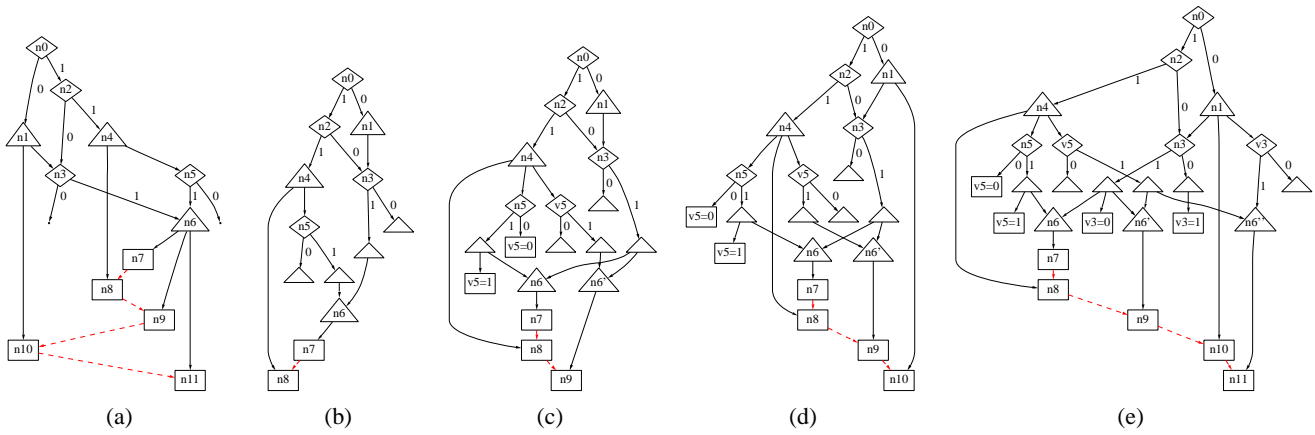 n0
1
0 n2
1
n1 n4
0
n3 n5
0 1 1 0
n6
n7
n8
n9
n10
n11
(a)
n0
1 0
n2 n1
1 0
n4 n3
1 0
n5
0 1
n6
n7
n8
(b)
n0
1 0
n2 n1
1 0
n4 n3
0
n5 v5 1
1 0 0 1
v5=0
v5=1 n6 n6'
n7
n8
n9
(c)
n0
1 0
n2 n1
1 0
n4 n3
0
n5 v5 1
0 1 1 0
v5=0
v5=1 n6 n6'
n7
n8
n9
n10
(d)
n0
1
n2 0
1 0
n4 n1
n5 v5 n3 v3
0 1 0 1 1 0
v5=0 1
v5=1 n6 v3=0 n6' v3=1 n6''
n7
n8
n9
n10
n11
(e)